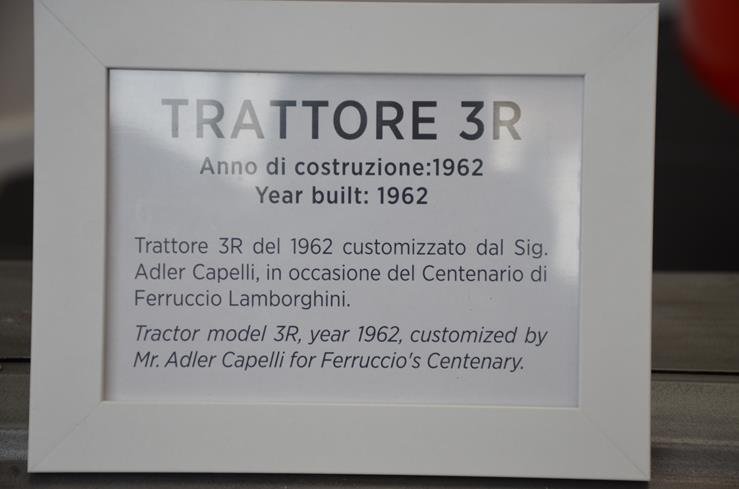 TRATTORE 3R
Anno di costruzione:1962
Year built: 1962
Trattore 3R del 1962 customizzato dal Sig.
Adler Capelli, in occasione del Centenario di
Ferruccio Lamborghini.
Tractor model 3R, year 1962, customized by
Mr. Adler Capelli for Ferruccio's Centenary.